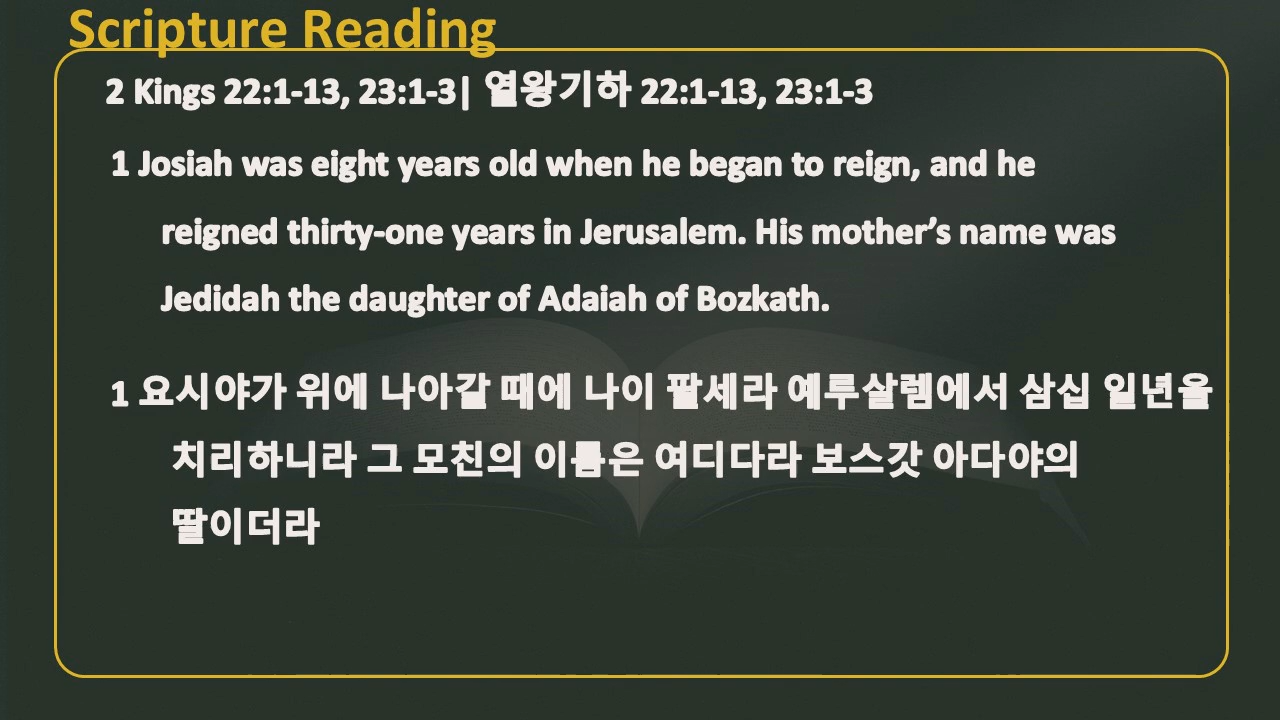 Scripture Reading
2 Kings 22:1-13, 23:1-3| 열왕기하 22:1-13, 23:1-3
1 Josiah was eight years old when he began to reign, and he
reigned thirty-one years in Jerusalem. His mother’s name was
Jedidah the daughter of Adaiah of Bozkath.
1 요시야가 위에 나아갈 때에 나이 팔세라 예루살렘에서 삼십 일년을
치리하니라 그 모친의 이름은 여디다라 보스갓 아다야의
딸이더라